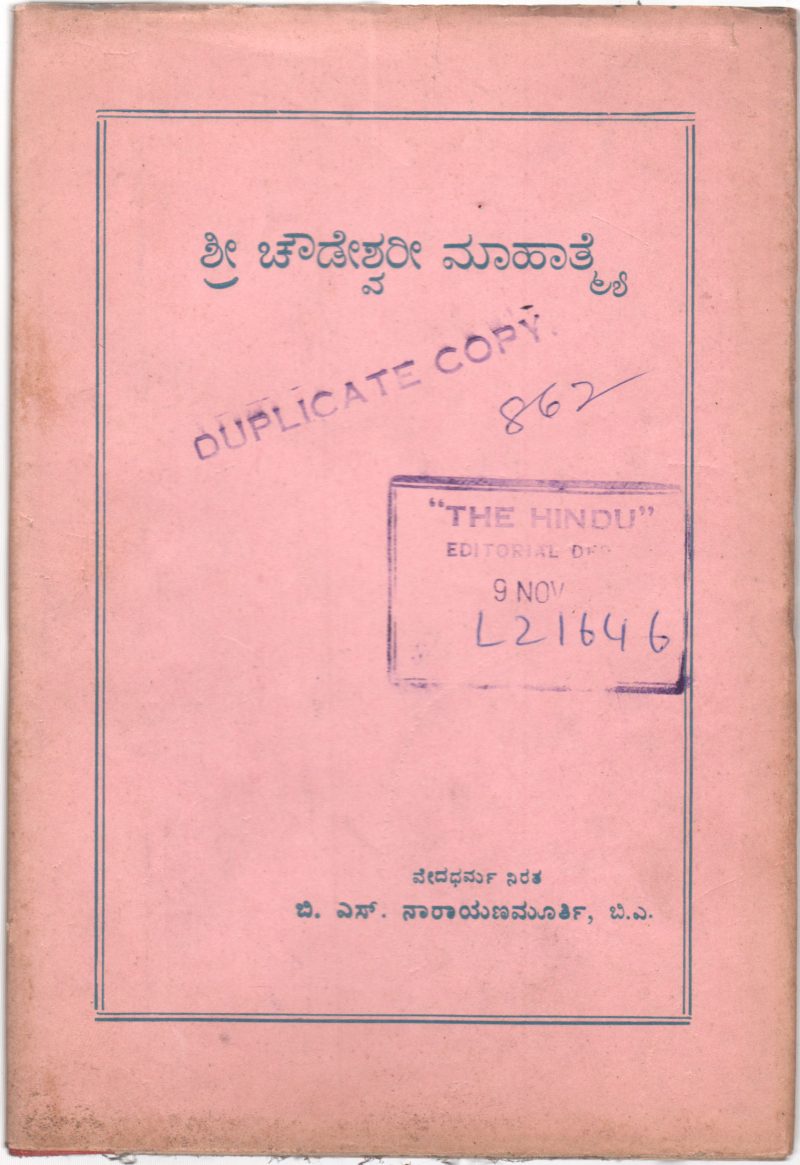 ಶ್ರೀ ಚೌಡೇಶ್ವರೀ ಮಾಹಾತ್ಮ್ಯೆ
DUPLICATE COPY.
862
"THE HINDU"
EDITORIAL
9 NOV
L21646
ವೇದಧರ್ಮ ನಿರತ
ಬಿ. ಎಸ್. ನಾರಾಯಣಮೂರ್ತಿ, ಬಿ.ಎ.